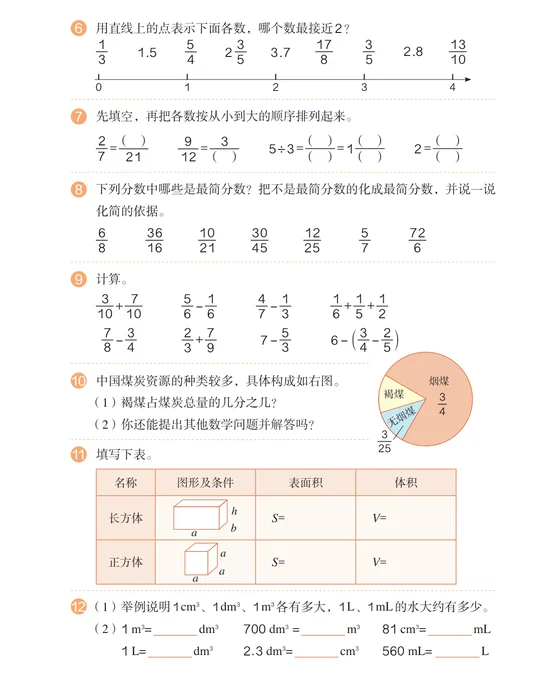 6 用直线上的点表示下面各数，哪个数最接近2？
1/3 1.5 5/4 2 3/5 3.7 17/8 3/5 2.8 13/10
0 1 2 3 4
7 先填空，再把各数按从小到大的顺序排列起来。
2/7=( )/21 9/12=3/( ) 5÷3=( )/( )=1( )/( ) 2=( )/( )
8 下列分数中哪些是最简分数？把不是最简分数的化成最简分数，并说一说
化简的依据。
6/8 36/16 10/21 30/45 12/25 5/7 72/6
9 计算。
3/10+7/10 5/6-1/6 4/7-1/3 1/6+1/5+1/2
7/8-3/4 2/3+7/9 7-5/3 6-(3/4-2/5)
10 中国煤炭资源的种类较多，具体构成如右图。
（1）褐煤占煤炭总量的几分之几？
（2）你还能提出其他数学问题并解答吗？
烟煤
3/4
褐煤
无烟煤
3/25
11 填写下表。
名称 图形及条件 表面积 体积
长方体 a b h S= V=
正方体 a a a S= V=
12 （1）举例说明1cm³、1dm³、1m³各有多大，1L、1mL的水大约有多少。
（2）1 m³=______dm³ 700 dm³ =______m³ 81 cm³=______mL
1 L=______dm³ 2.3 dm³=______cm³ 560 mL=______L